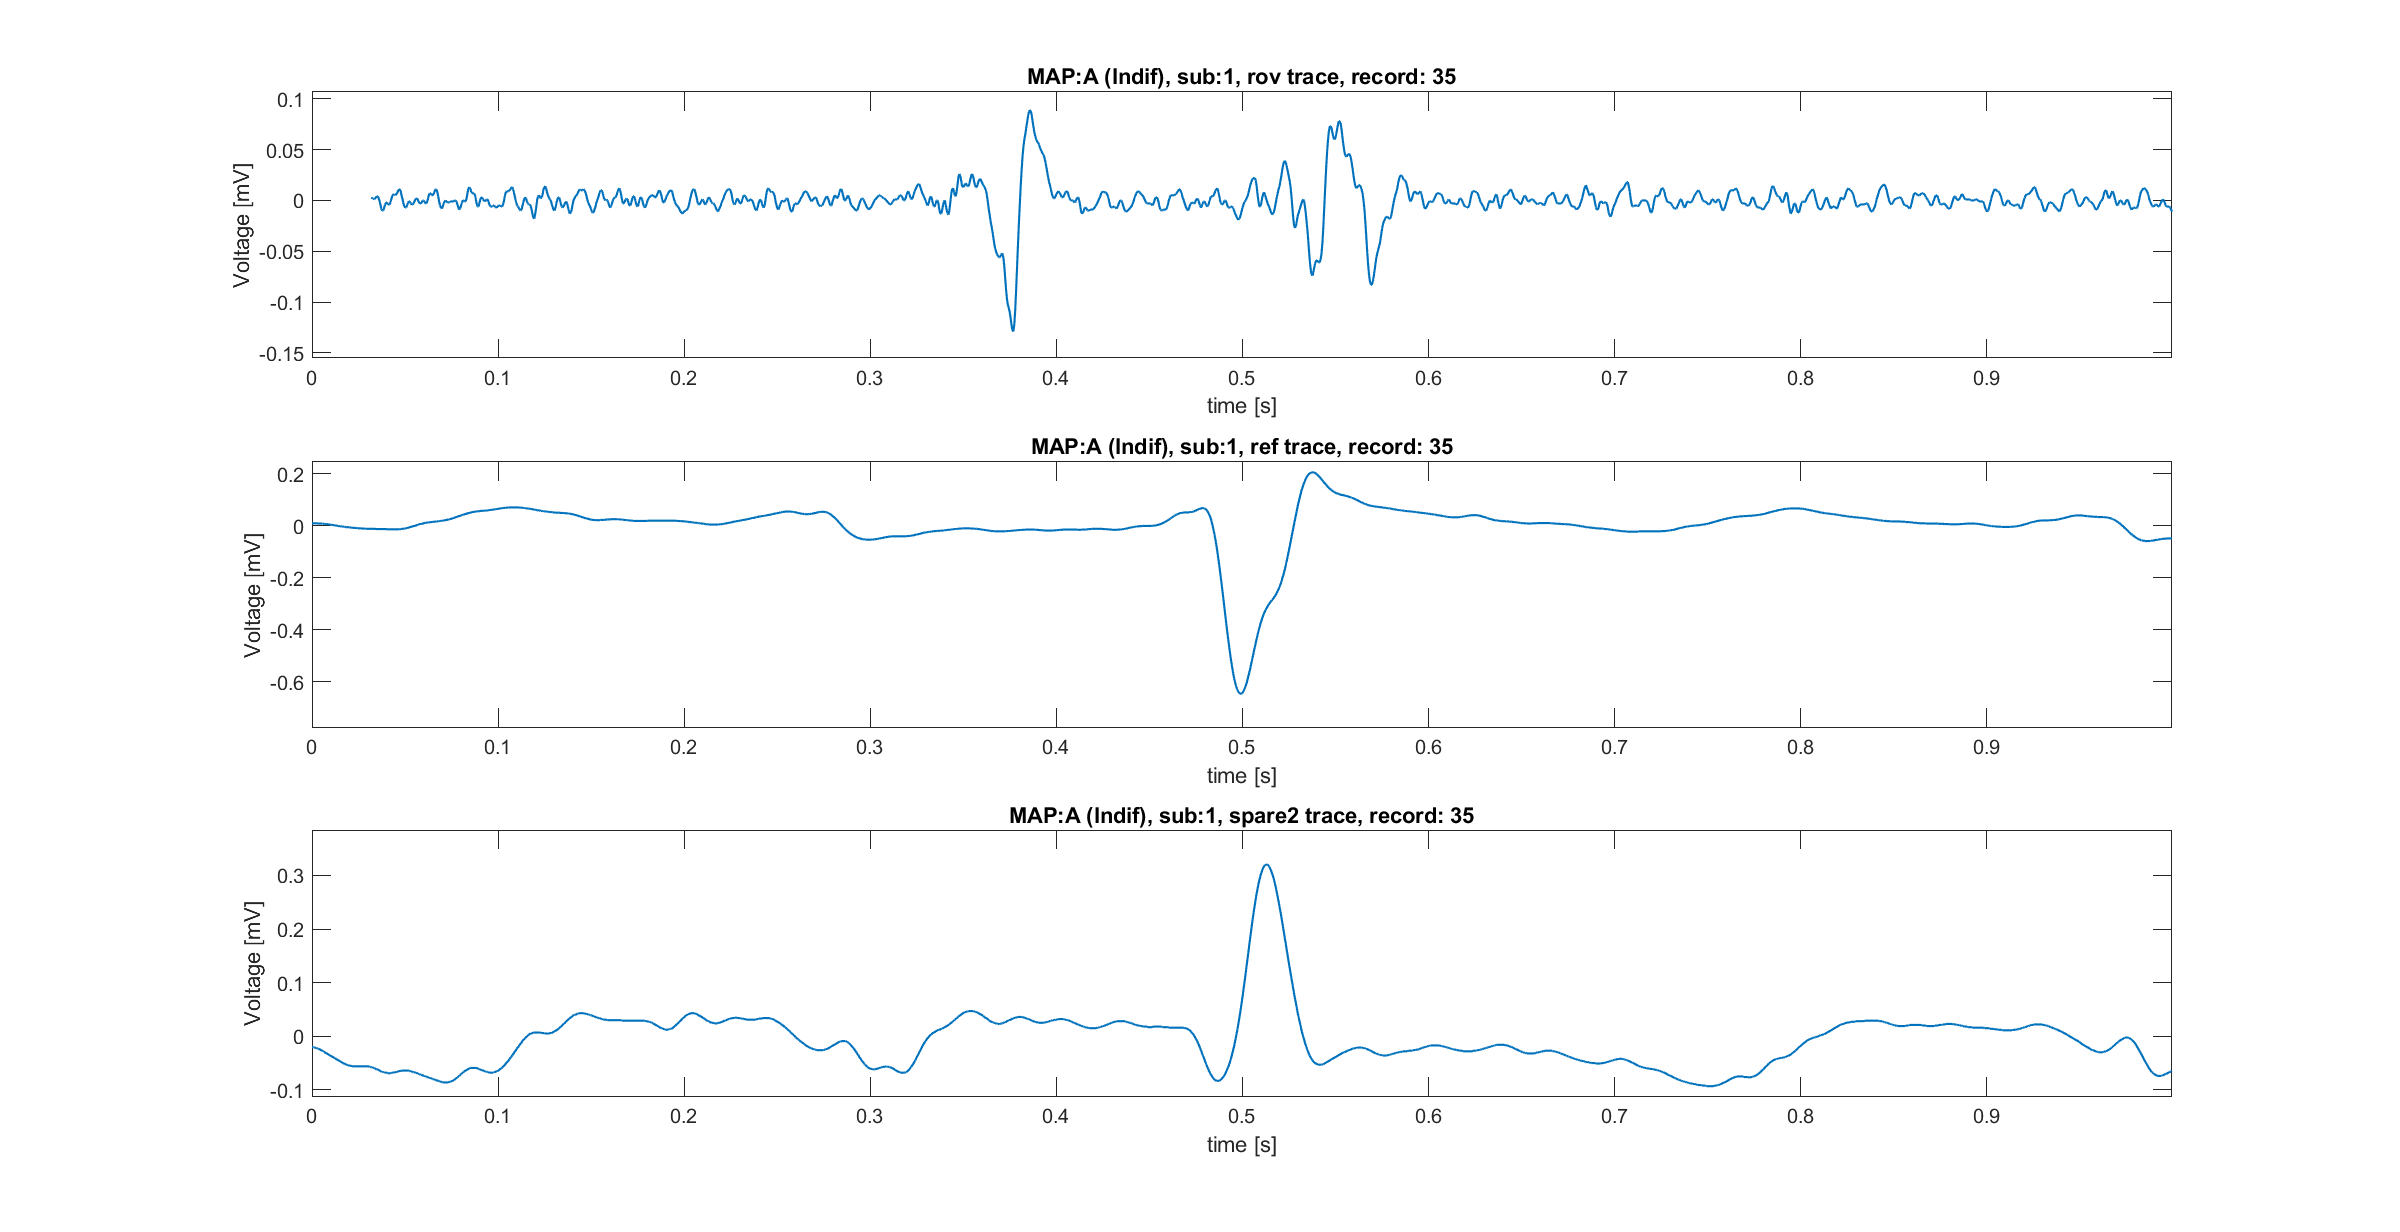 MAP:A (Indif), sub:1, rov trace, record: 35
0.1
0.05
0
-0.05
-0.1
-0.15
Voltage [mV]
0 0.1 0.2 0.3 0.4 0.5 0.6 0.7 0.8 0.9
time [s]
MAP:A (Indif), sub:1, ref trace, record: 35
0.2
0
-0.2
-0.4
-0.6
Voltage [mV]
0 0.1 0.2 0.3 0.4 0.5 0.6 0.7 0.8 0.9
time [s]
MAP:A (Indif), sub:1, spare2 trace, record: 35
0.3
0.2
0.1
0
-0.1
Voltage [mV]
0 0.1 0.2 0.3 0.4 0.5 0.6 0.7 0.8 0.9
time [s]